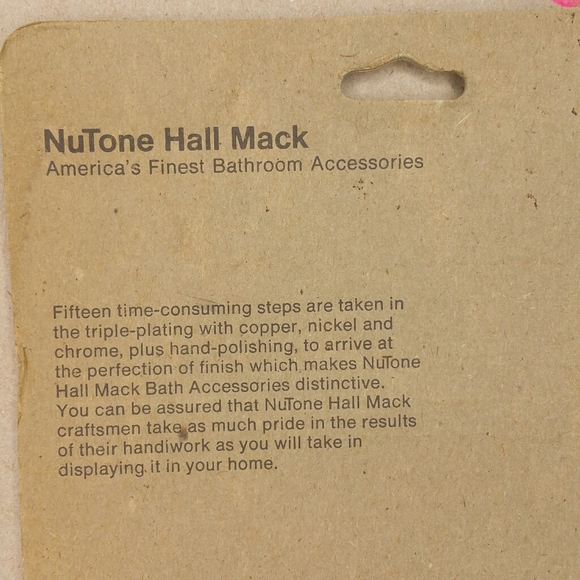 NuTone Hall Mack
America's Finest Bathroom Accessories
Fifteen time-consuming steps are taken in
the triple-plating with copper, nickel and
chrome, plus hand-polishing, to arrive at
the perfection of finish which makes NuTone
Hall Mack Bath Accessories distinctive.
You can be assured that NuTone Hall Mack
craftsmen take as much pride in the results
of their handiwork as you will take in
displaying it in your home.